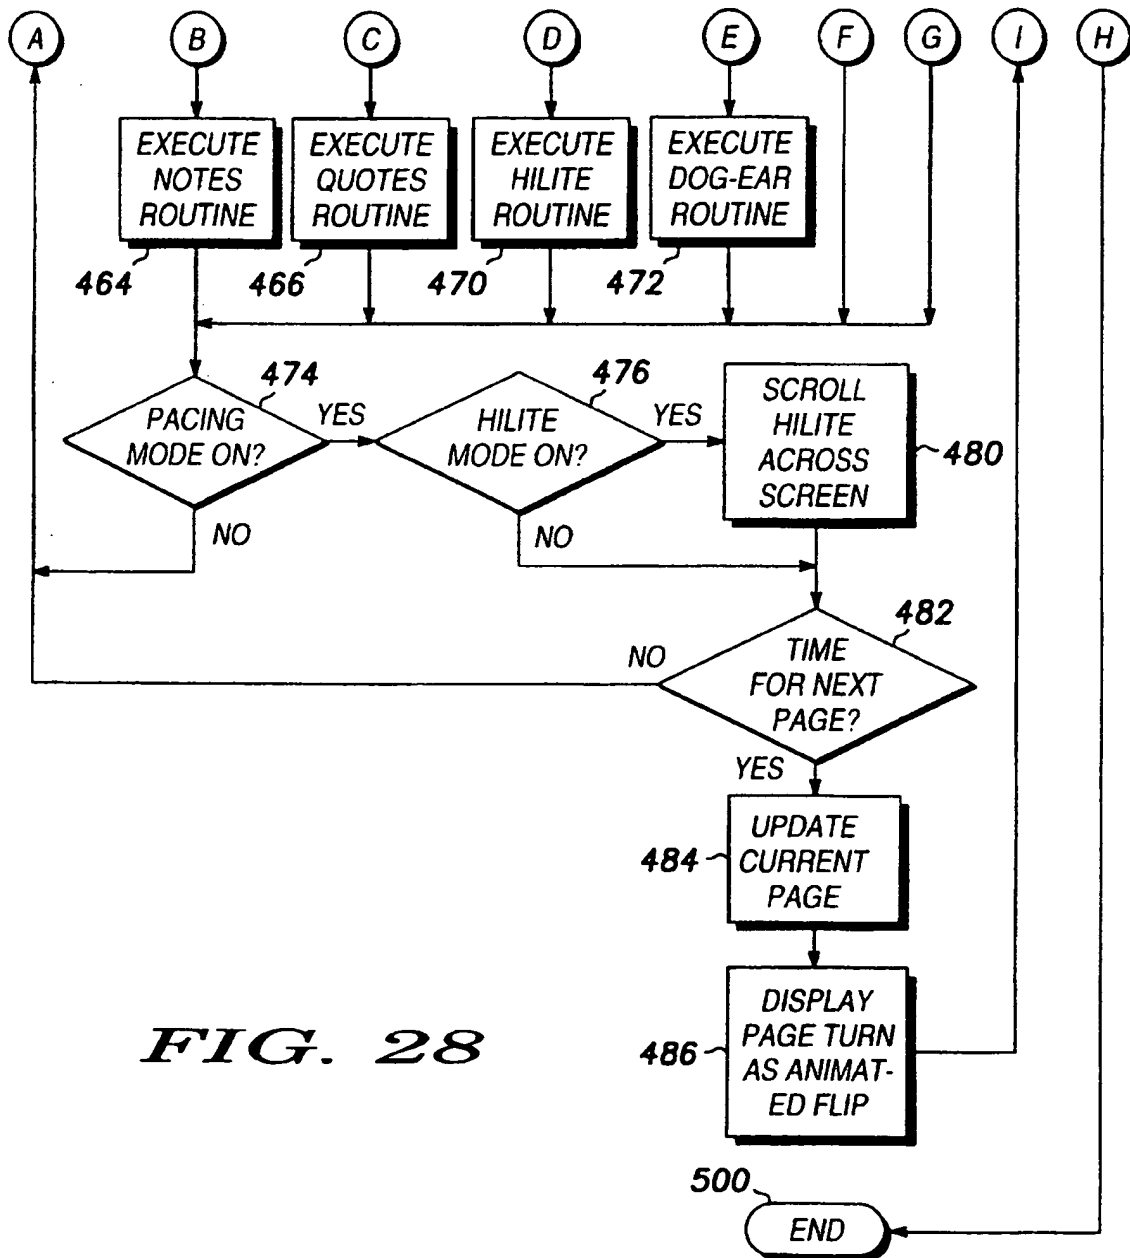 A B C D E F G I H
EXECUTE
NOTES
ROUTINE
464
EXECUTE
QUOTES
ROUTINE
466
EXECUTE
HILITE
ROUTINE
470
EXECUTE
DOG-EAR
ROUTINE
472
PACING
MODE ON?
474
YES
NO
HILITE
MODE ON?
476
YES
NO
SCROLL
HILITE
ACROSS
SCREEN
480
TIME
FOR NEXT
PAGE?
482
NO
YES
UPDATE
CURRENT
PAGE
484
DISPLAY
PAGE TURN
AS ANIMAT-
ED FLIP
486
FIG. 28
500
END